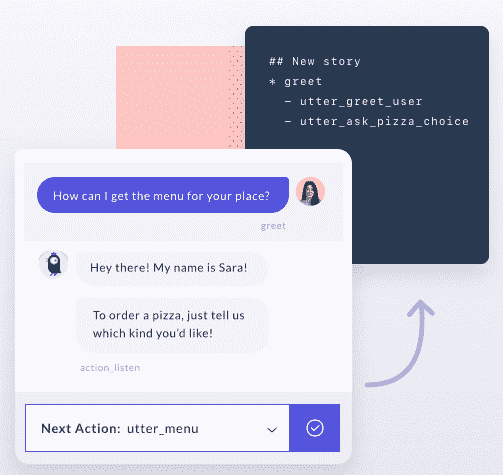 ## New story
* greet
- utter_greet_user
- utter_ask_pizza_choice
How can I get the menu for your place?
greet
Hey there! My name is Sara!
To order a pizza, just tell us
which kind you'd like!
action_listen
Next Action: utter_menu